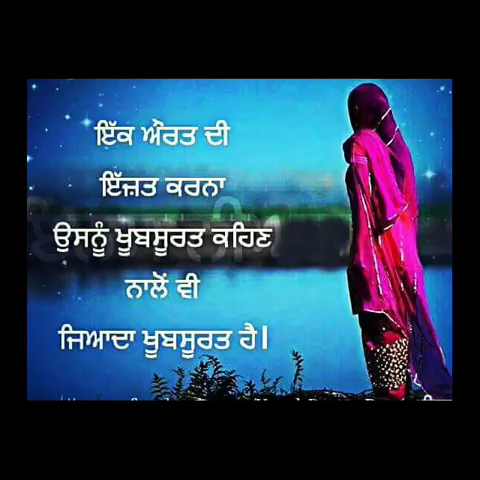 ਇੱਕ ਔਰਤ ਦੀ
ਇੱਜ਼ਤ ਕਰਨਾ
ਉਸਨੂੰ ਖੂਬਸੂਰਤ ਕਹਿਣ
ਨਾਲੋਂ ਵੀ
ਜਿਆਦਾ ਖੂਬਸੂਰਤ ਹੈ।